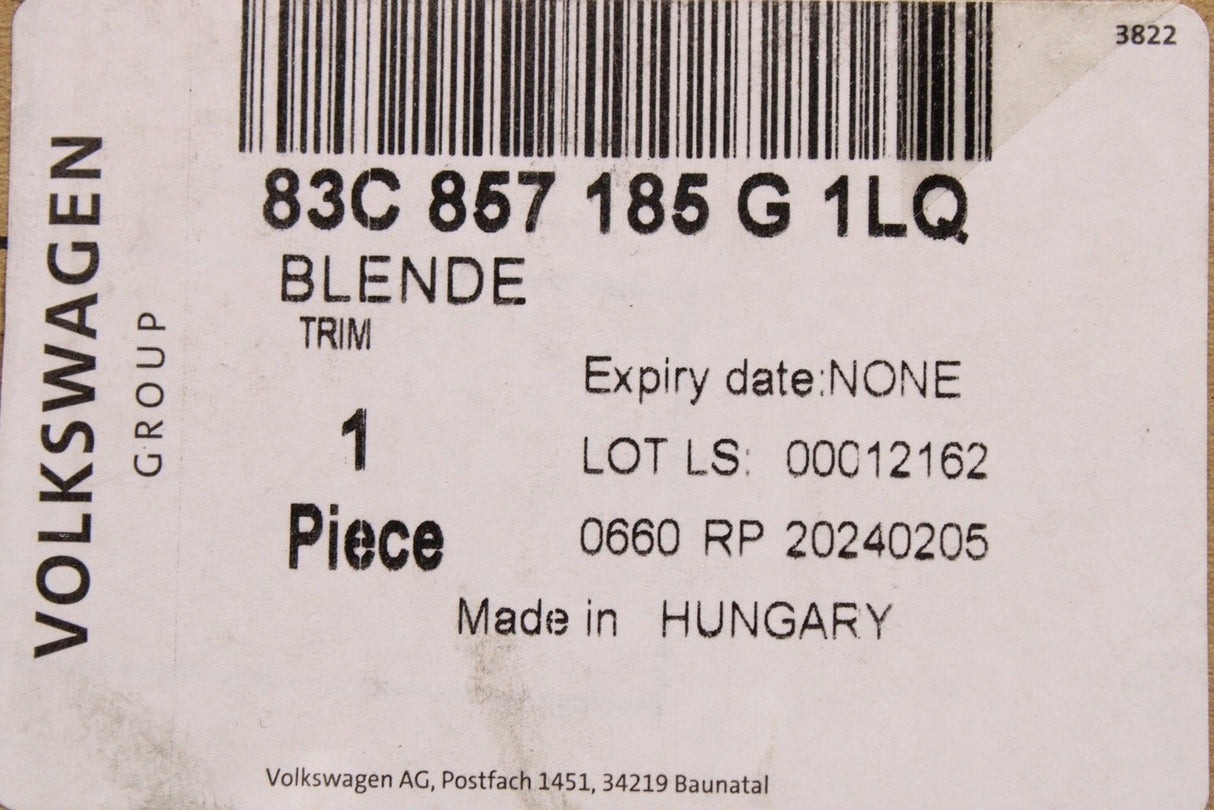 3822
VOLKSWAGEN
GROUP
83C 857 185 G 1LQ
BLENDE
TRIM
Expiry date:NONE
1
LOT LS: 00012162
Piece
0660 RP 20240205
Made in HUNGARY
Volkswagen AG, Postfach 1451, 34219 Baunatal